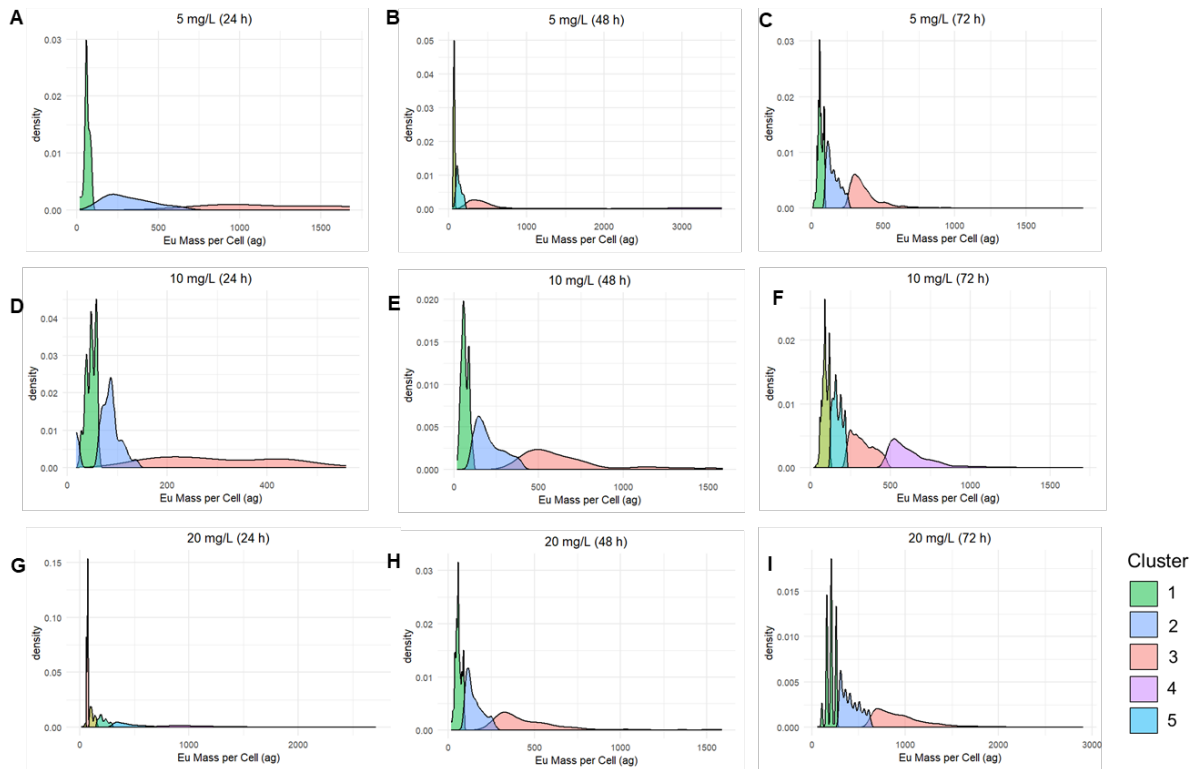 A
5 mg/L (24 h)
0.03
0.02
0.01
0.00
density
0 500 1000 1500
Eu Mass per Cell (ag)
B
5 mg/L (48 h)
0.05
0.04
0.03
0.02
0.01
0.00
density
0 1000 2000 3000
Eu Mass per Cell (ag)
C
5 mg/L (72 h)
0.03
0.02
0.01
0.00
density
0 500 1000 1500
Eu Mass per Cell (ag)
D
10 mg/L (24 h)
0.04
0.03
0.02
0.01
0.00
density
0 200 400
Eu Mass per Cell (ag)
E
10 mg/L (48 h)
0.020
0.015
0.010
0.005
0.000
density
0 500 1000 1500
Eu Mass per Cell (ag)
F
10 mg/L (72 h)
0.02
0.01
0.00
density
0 500 1000 1500
Eu Mass per Cell (ag)
G
20 mg/L (24 h)
0.15
0.10
0.05
0.00
density
0 2000
Eu Mass per Cell (ag)
H
20 mg/L (48 h)
0.03
0.02
0.01
0.00
density
0 500 1000 1500
Eu Mass per Cell (ag)
I
20 mg/L (72 h)
0.015
0.010
0.005
0.000
density
0 1000 2000 3000
Eu Mass per Cell (ag)
Cluster
1
2
3
4
5